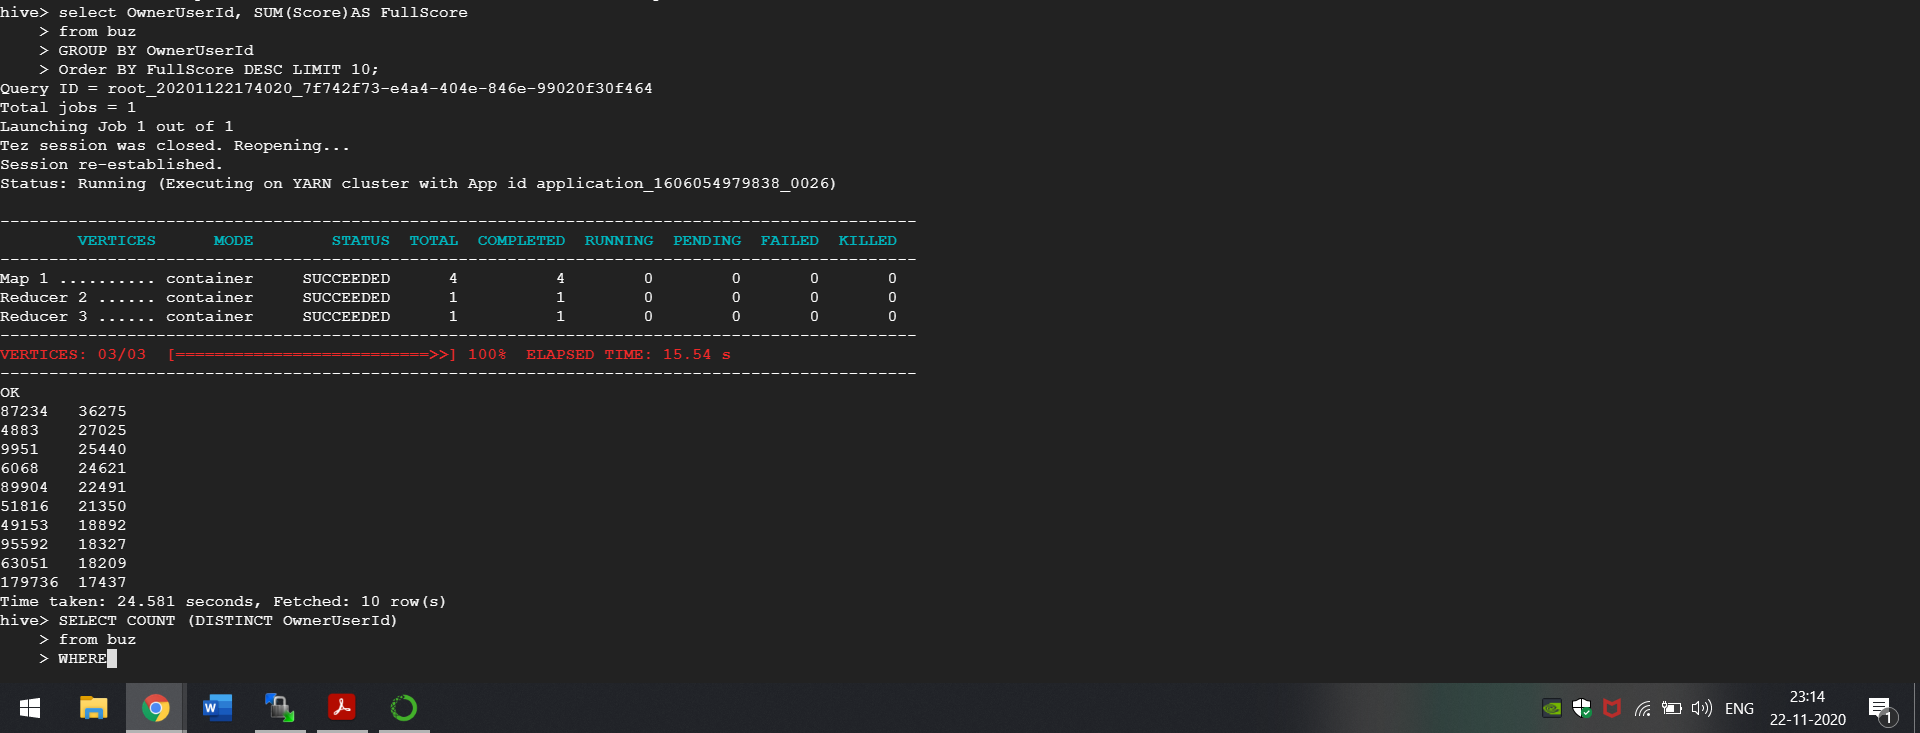 hive> select OwnerUserId, SUM(Score)AS FullScore
    > from buz
    > GROUP BY OwnerUserId
    > Order BY FullScore DESC LIMIT 10;
Query ID = root_20201122174020_7f742f73-e4a4-404e-846e-99020f30f464
Total jobs = 1
Launching Job 1 out of 1
Tez session was closed. Reopening...
Session re-established.
Status: Running (Executing on YARN cluster with App id application_1606054979838_0026)
----------------------------------------------------------------------------------------------
        VERTICES      MODE        STATUS  TOTAL  COMPLETED  RUNNING  PENDING  FAILED  KILLED
----------------------------------------------------------------------------------------------
Map 1 .......... container     SUCCEEDED      4          4        0        0       0       0
Reducer 2 ...... container     SUCCEEDED      1          1        0        0       0       0
Reducer 3 ...... container     SUCCEEDED      1          1        0        0       0       0
----------------------------------------------------------------------------------------------
VERTICES: 03/03  [==========================>>] 100%  ELAPSED TIME: 15.54 s
----------------------------------------------------------------------------------------------
OK
87234   36275
4883    27025
9951    25440
6068    24621
89904   22491
51816   21350
49153   18892
95592   18327
63051   18209
179736  17437
Time taken: 24.581 seconds, Fetched: 10 row(s)
hive> SELECT COUNT (DISTINCT OwnerUserId)
    > from buz
    > WHERE
ENG
23:14
22-11-2020
1